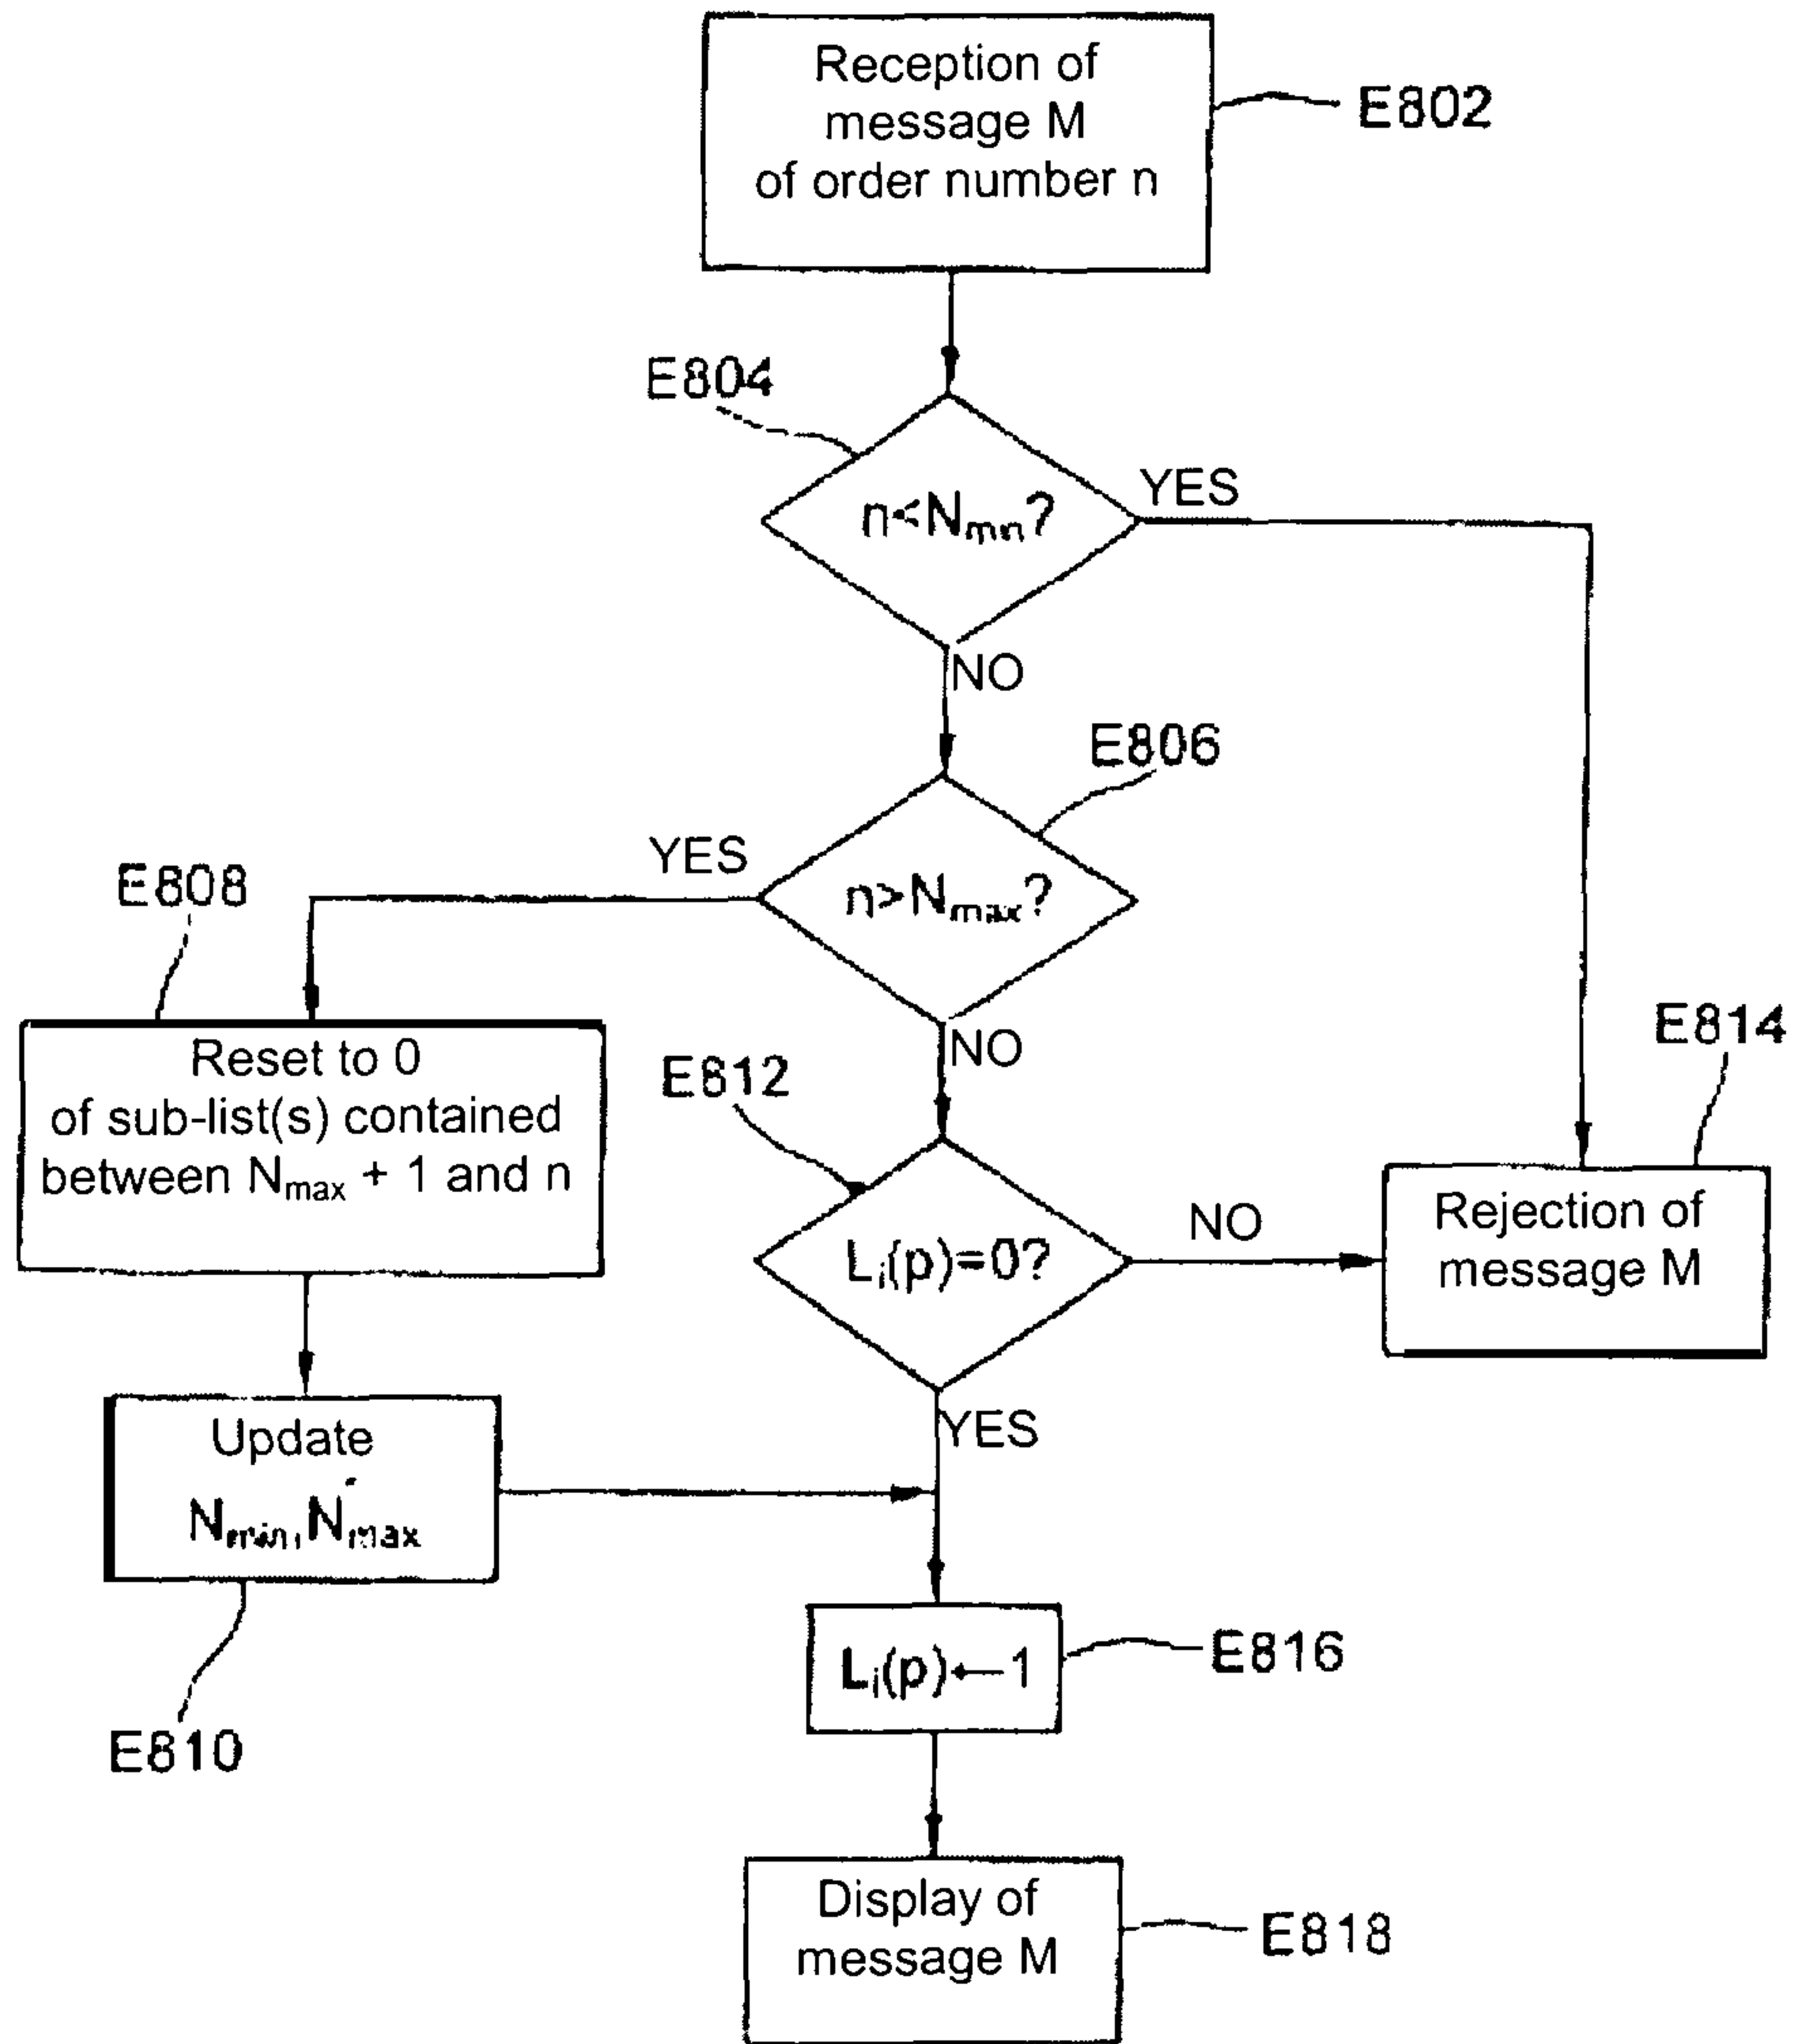 Reception of
message M
of order number n
E802
E804
n<Nmin?
YES
NO
E806
YES
n>Nmax?
E808
NO
Reset to 0
of sub-list(s) contained
between Nmax + 1 and n
E812
E814
Li(p)=0?
NO
Rejection of
message M
YES
Update
Nmin, Nmax
E810
Li(p)←1
E816
Display of
message M
E818